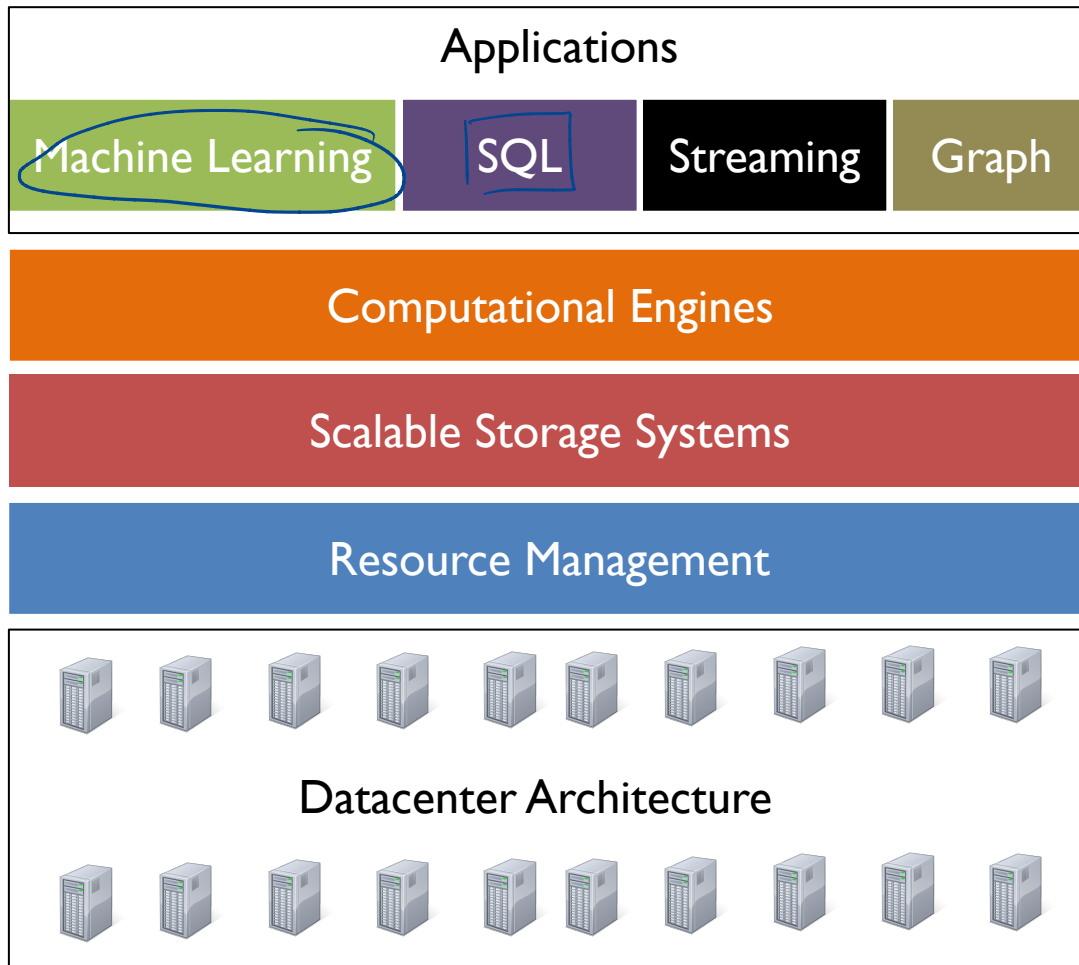 Applications
Machine Learning SQL Streaming Graph
Computational Engines
Scalable Storage Systems
Resource Management
Datacenter Architecture